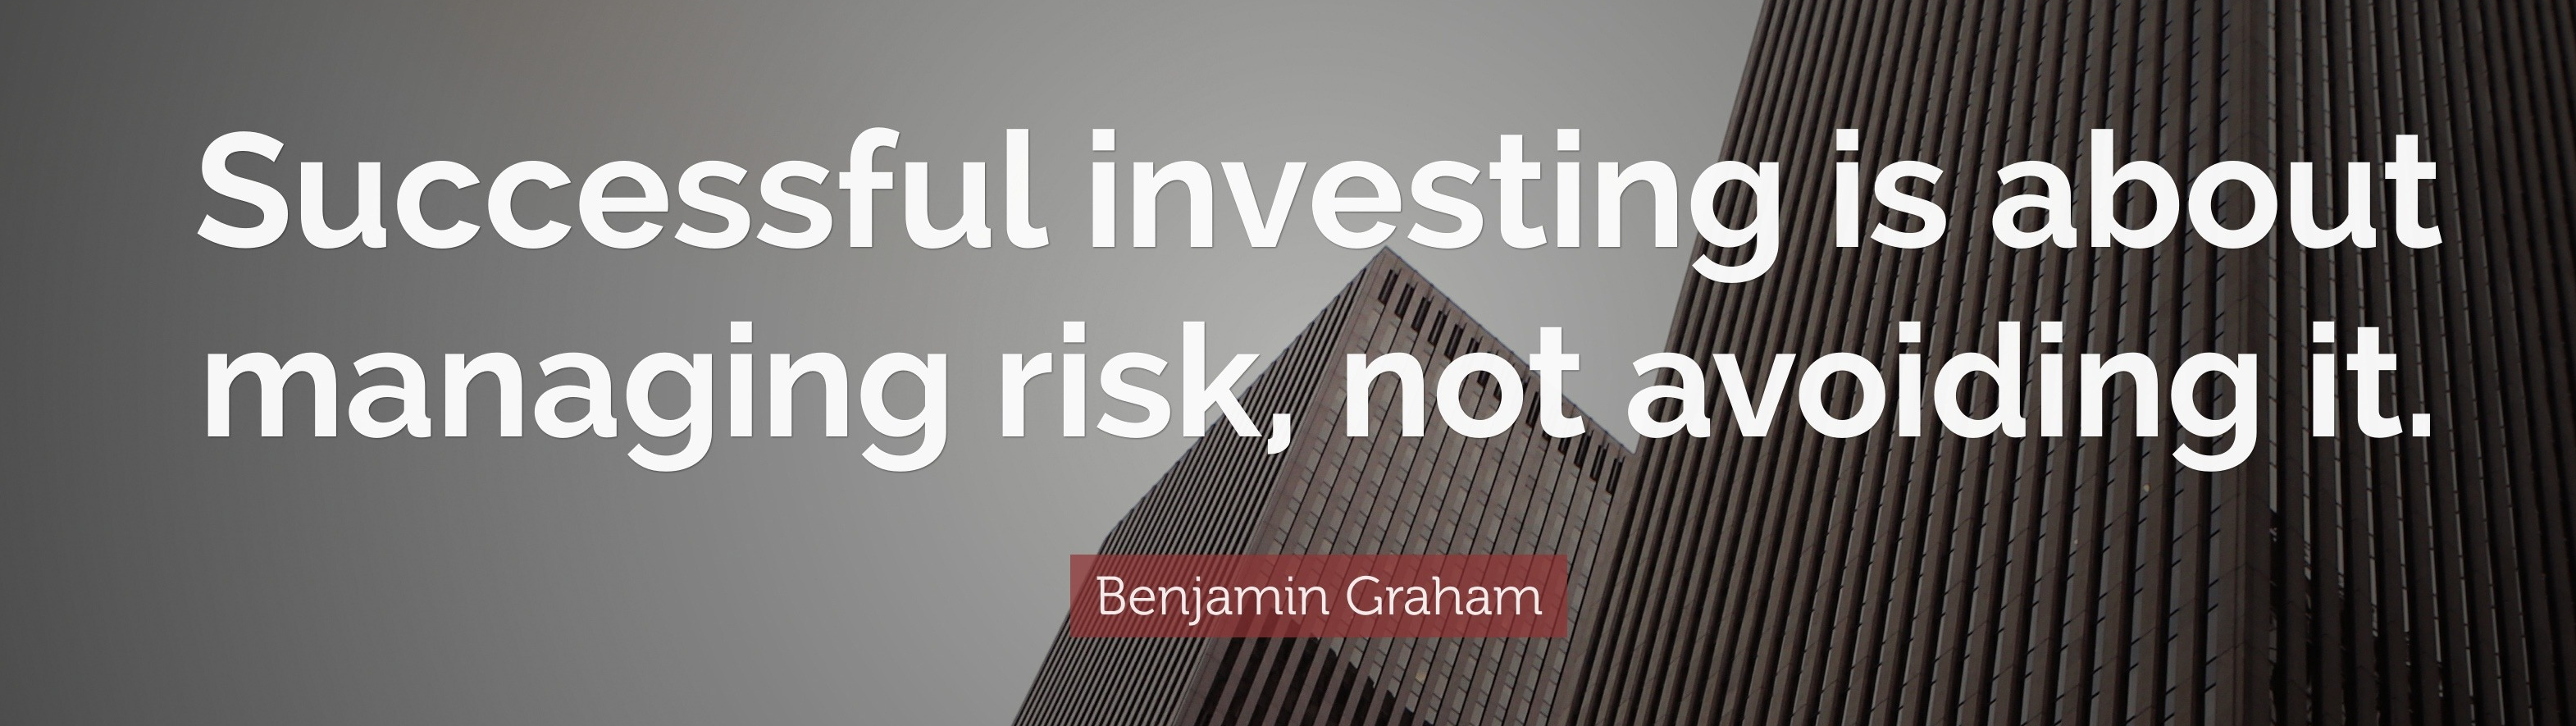 Successful investing is about
managing risk, not avoiding it.
Benjamin Graham